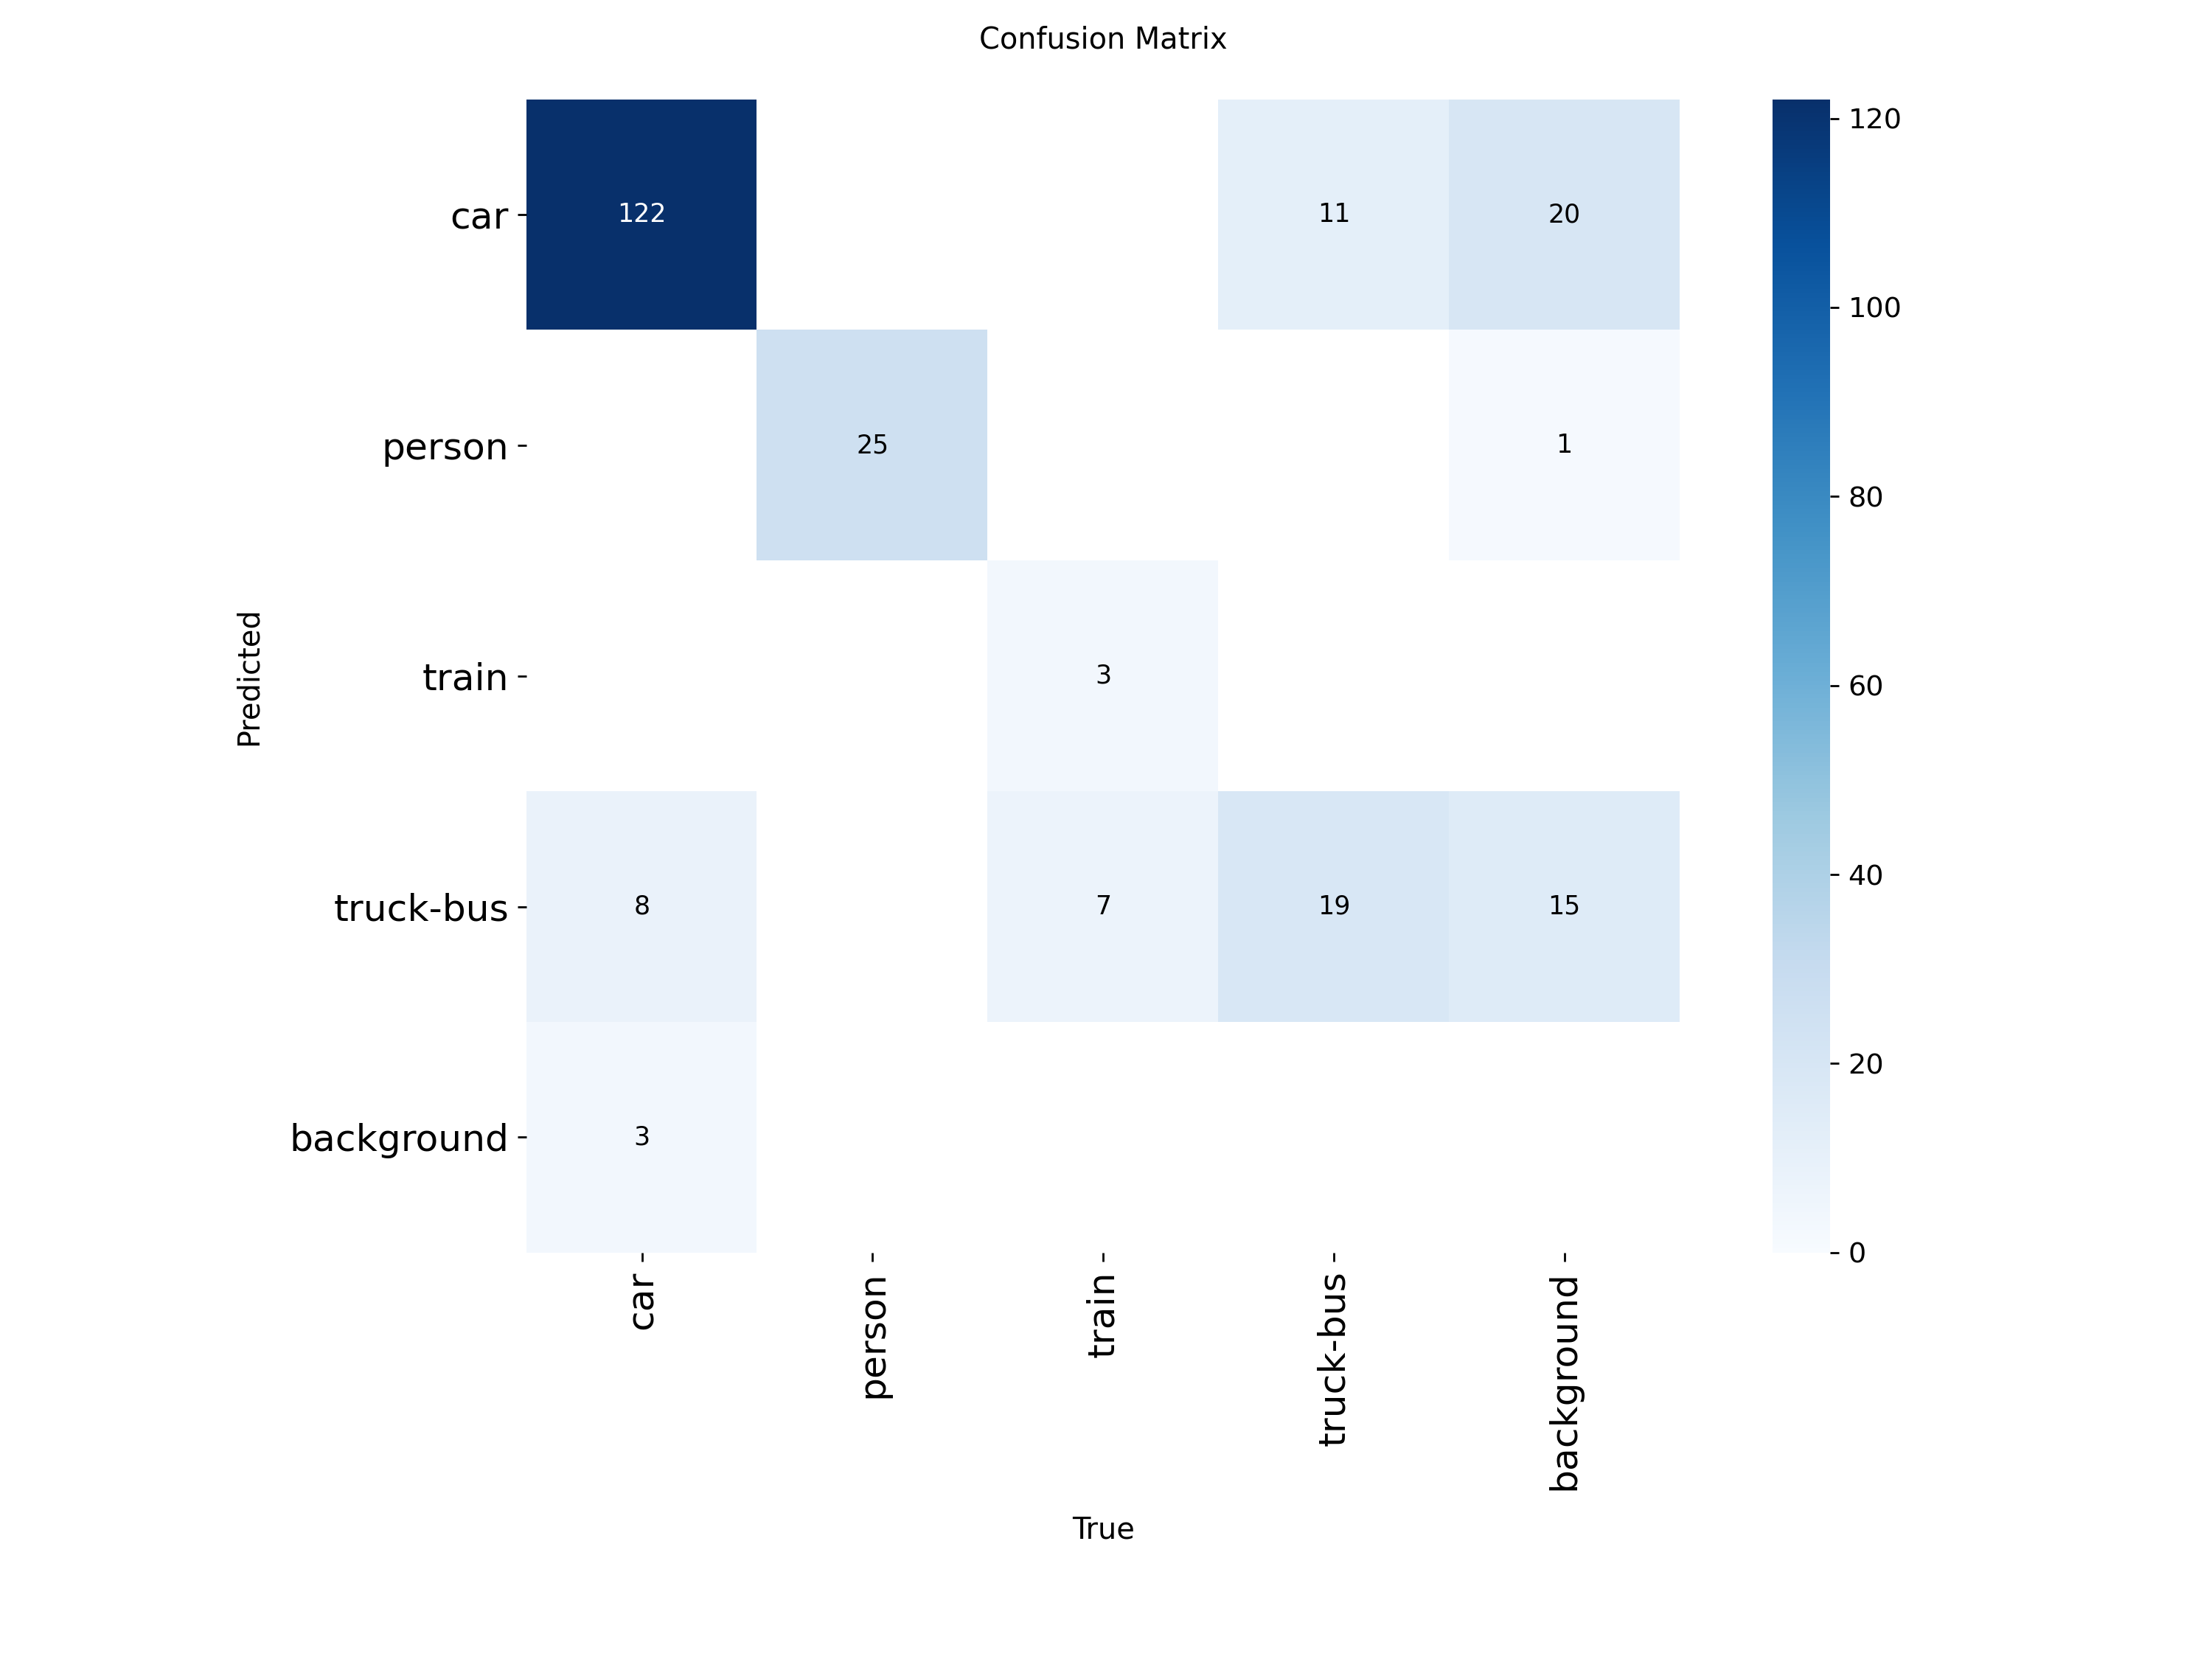 Confusion Matrix
car
122
11
20
person
25
1
train
3
truck-bus
8
7
19
15
background
3
Predicted
car
person
train
truck-bus
background
True
120
100
80
60
40
20
0